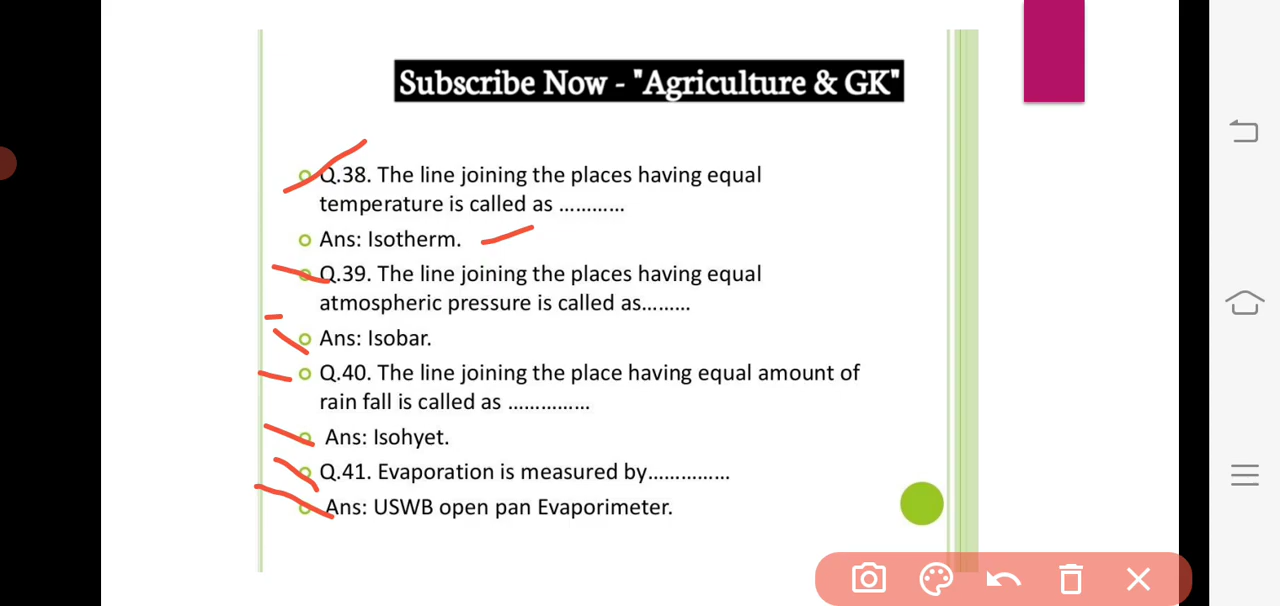 Subscribe Now - "Agriculture & GK"
Q.38. The line joining the places having equal
temperature is called as ............
Ans: Isotherm.
Q.39. The line joining the places having equal
atmospheric pressure is called as.........
Ans: Isobar.
Q.40. The line joining the place having equal amount of
rain fall is called as ...............
Ans: Isohyet.
Q.41. Evaporation is measured by...............
Ans: USWB open pan Evaporimeter.